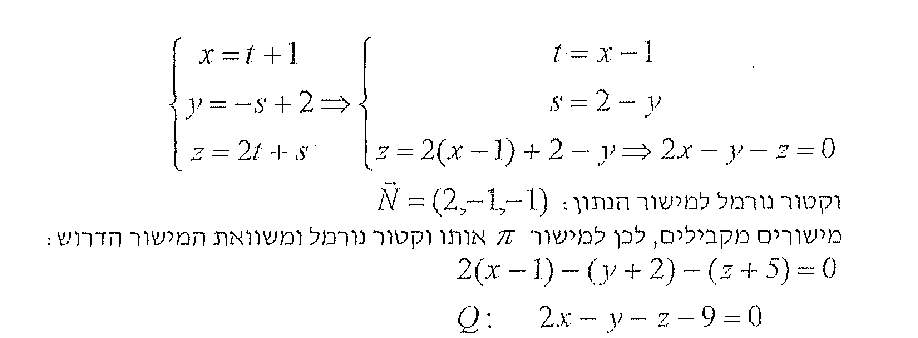 x = t + 1 t = x − 1
y = −s + 2 ⇒ s = 2 − y
z = 2t + s z = 2(x − 1) + 2 − y ⇒ 2x − y − z = 0
וקטור נורמל למישור הנתון: N⃗ = (2,−1,−1)
מישורים מקבילים, לכן למישור π אותו וקטור נורמל ומשוואת המישור הדרוש:
2(x − 1) − (y + 2) − (z + 5) = 0
Q: 2x − y − z − 9 = 0